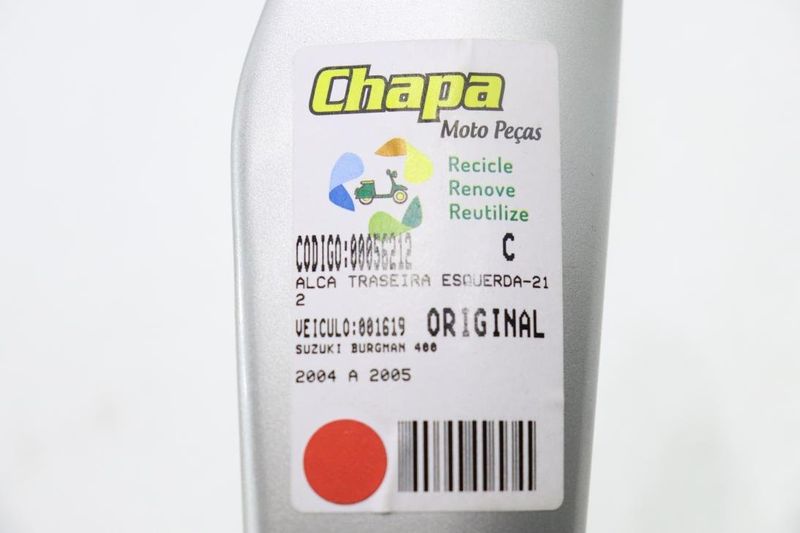 Chapa
Moto Peças
Recicle
Renove
Reutilize
CODIGO:00056212 C
ALCA TRASEIRA ESQUERDA-21
2
VEICULO:001619 ORIGINAL
SUZUKI BURGMAN 400
2004 A 2005